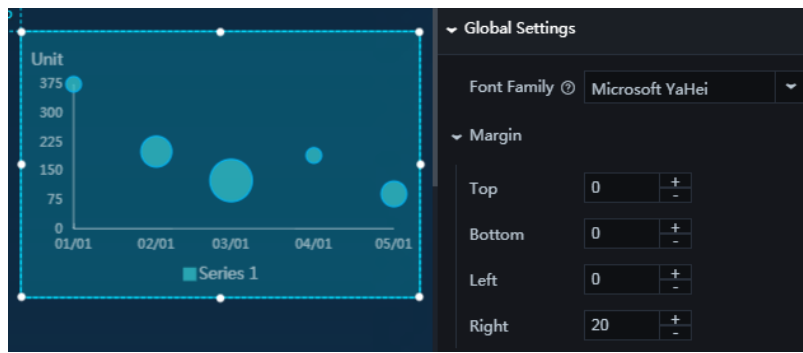 Unit
375
300
225
150
75
0
01/01 02/01 03/01 04/01 05/01
Series 1
Global Settings
Font Family ? Microsoft YaHei
Margin
Top 0 + -
Bottom 0 + -
Left 0 + -
Right 20 + -